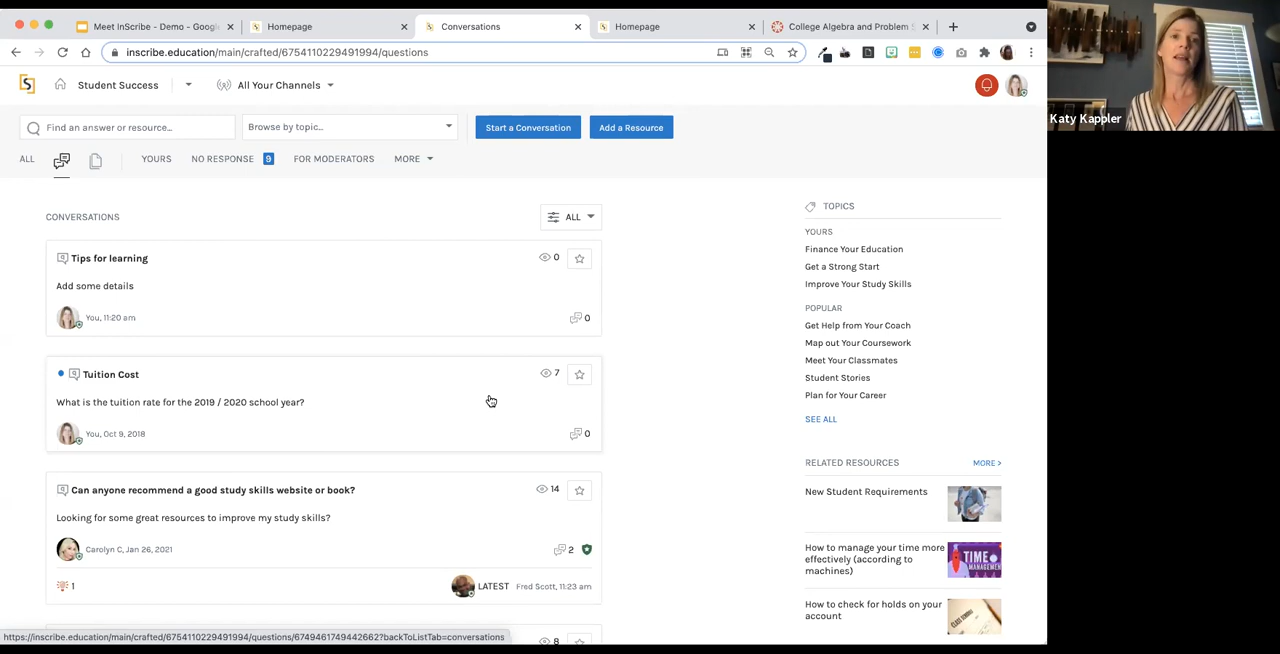 Meet InScribe - Demo - Goog
Homepage
Conversations
Homepage
College Algebra and Problem
inscribe.education/main/crafted/6754110229491994/questions
Student Success
All Your Channels
Find an answer or resource...
Browse by topic...
Start a Conversation
Add a Resource
ALL
YOURS
NO RESPONSE 9
FOR MODERATORS
MORE
CONVERSATIONS
ALL
Tips for learning
0
Add some details
You, 11:20 am
0
Tuition Cost
7
What is the tuition rate for the 2019 / 2020 school year?
You, Oct 9, 2018
0
Can anyone recommend a good study skills website or book?
14
Looking for some great resources to improve my study skills?
Carolyn C, Jan 26, 2021
2
1
LATEST Fred Scott, 11:23 am
8
TOPICS
YOURS
Finance Your Education
Get a Strong Start
Improve Your Study Skills
POPULAR
Get Help from Your Coach
Map out Your Coursework
Meet Your Classmates
Student Stories
Plan for Your Career
SEE ALL
RELATED RESOURCES
MORE >
New Student Requirements
How to manage your time more
effectively (according to
machines)
TIME
MANAGEMEN
How to check for holds on your
account
https://inscribe.education/main/crafted/6754110229491994/questions/6749461749442662?backToListTab=conversations
Katy Kappler